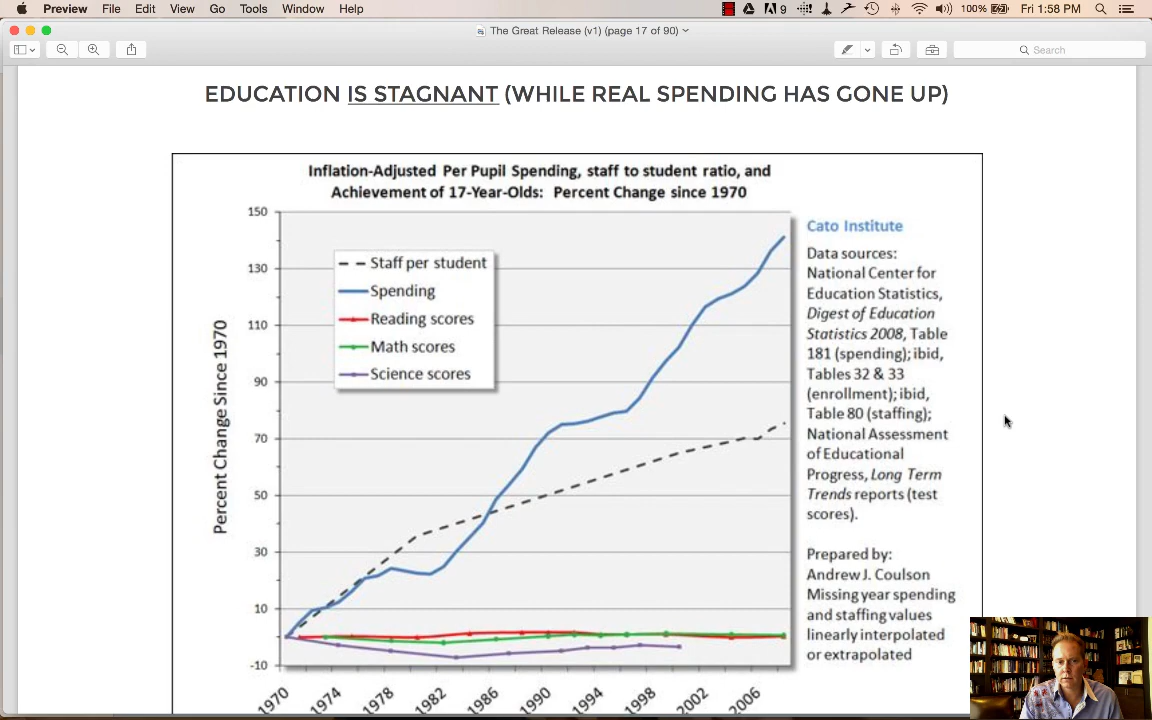 Preview File Edit View Go Tools Window Help
9 100% Fri 1:58 PM
The Great Release (v1) (page 17 of 90)
Search
EDUCATION IS STAGNANT (WHILE REAL SPENDING HAS GONE UP)
Inflation-Adjusted Per Pupil Spending, staff to student ratio, and
Achievement of 17-Year-Olds: Percent Change since 1970
Percent Change Since 1970
150
130
110
90
70
50
30
10
-10
Staff per student
Spending
Reading scores
Math scores
Science scores
1970
1974
1978
1982
1986
1990
1994
1998
2002
2006
Cato Institute
Data sources:
National Center for
Education Statistics,
Digest of Education
Statistics 2008, Table
181 (spending); ibid,
Tables 32 & 33
(enrollment); ibid,
Table 80 (staffing);
National Assessment
of Educational
Progress, Long Term
Trends reports (test
scores).
Prepared by:
Andrew J. Coulson
Missing year spending
and staffing values
linearly interpolated
or extrapolated